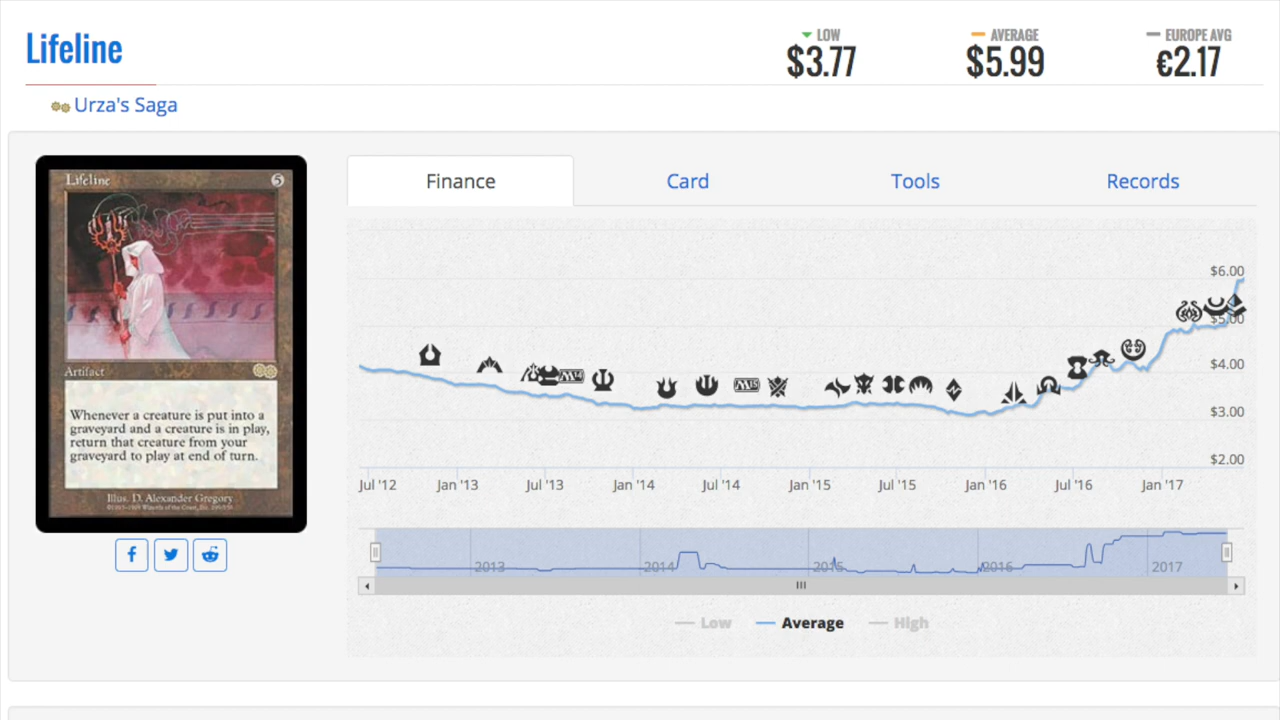 Lifeline
LOW
$3.77
AVERAGE
$5.99
EUROPE AVG
€2.17
Urza's Saga
Lifeline 5
Artifact
Whenever a creature is put into a
graveyard and a creature is in play,
return that creature from your
graveyard to play at end of turn.
Illus. D. Alexander Gregory
Finance Card Tools Records
$6.00
$5.00
$4.00
$3.00
$2.00
M14
M15
Jul '12 Jan '13 Jul '13 Jan '14 Jul '14 Jan '15 Jul '15 Jan '16 Jul '16 Jan '17
2013 2014 2015 2016 2017
Low Average High